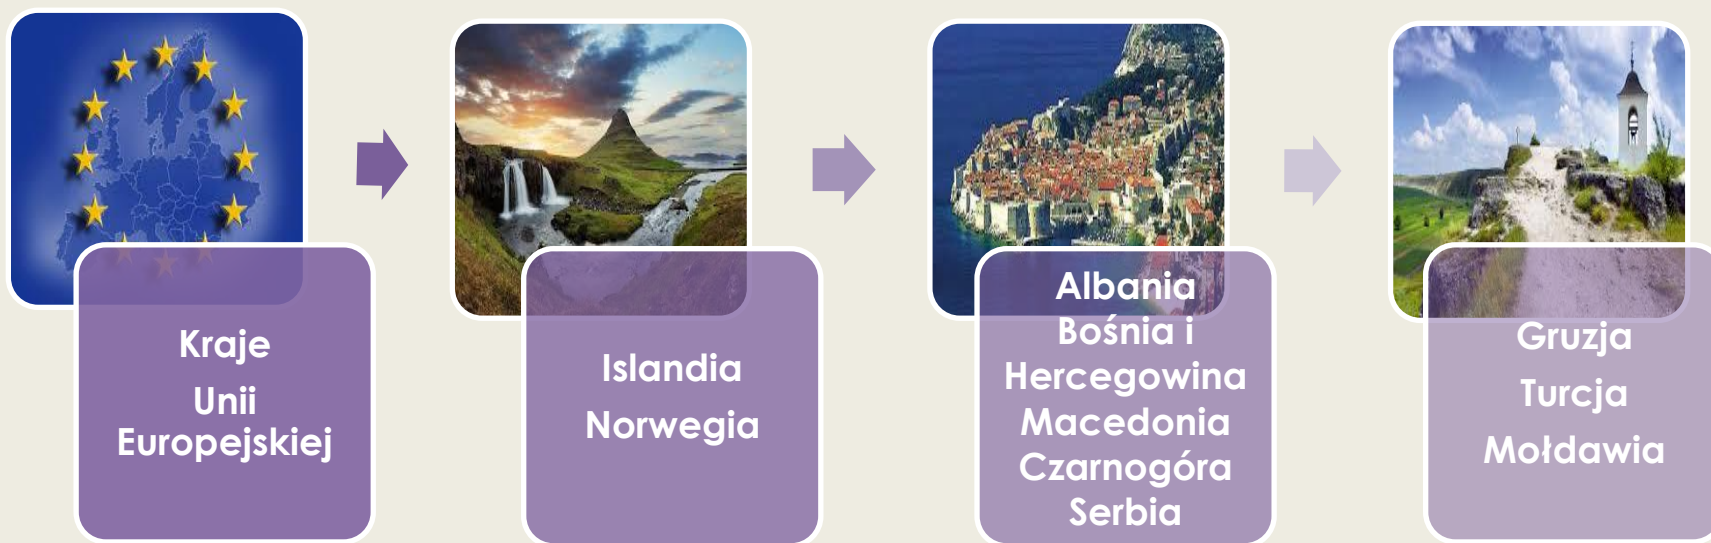 Kraje
Unii
Europejskiej
Islandia
Norwegia
Albania
Bośnia i
Hercegowina
Macedonia
Czarnogóra
Serbia
Gruzja
Turcja
Mołdawia